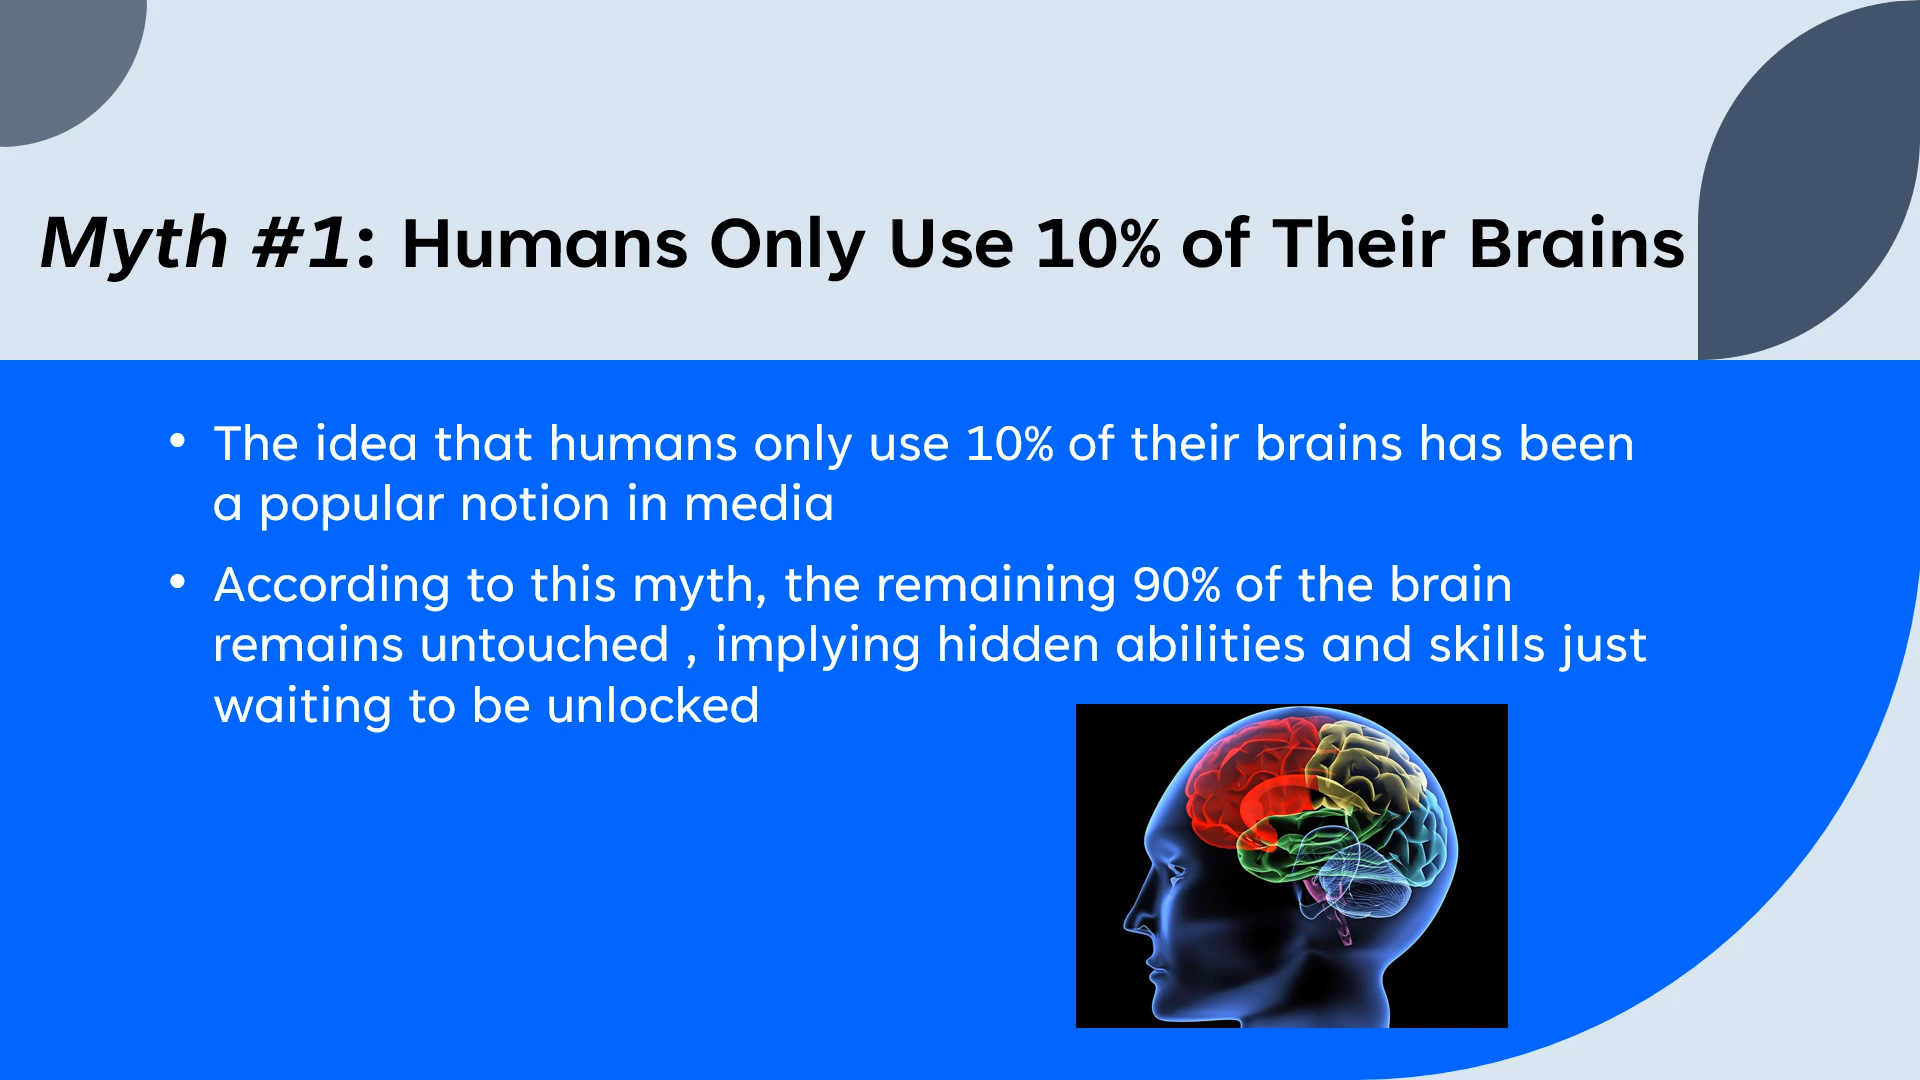 Myth #1: Humans Only Use 10% of Their Brains
• The idea that humans only use 10% of their brains has been
a popular notion in media
• According to this myth, the remaining 90% of the brain
remains untouched , implying hidden abilities and skills just
waiting to be unlocked